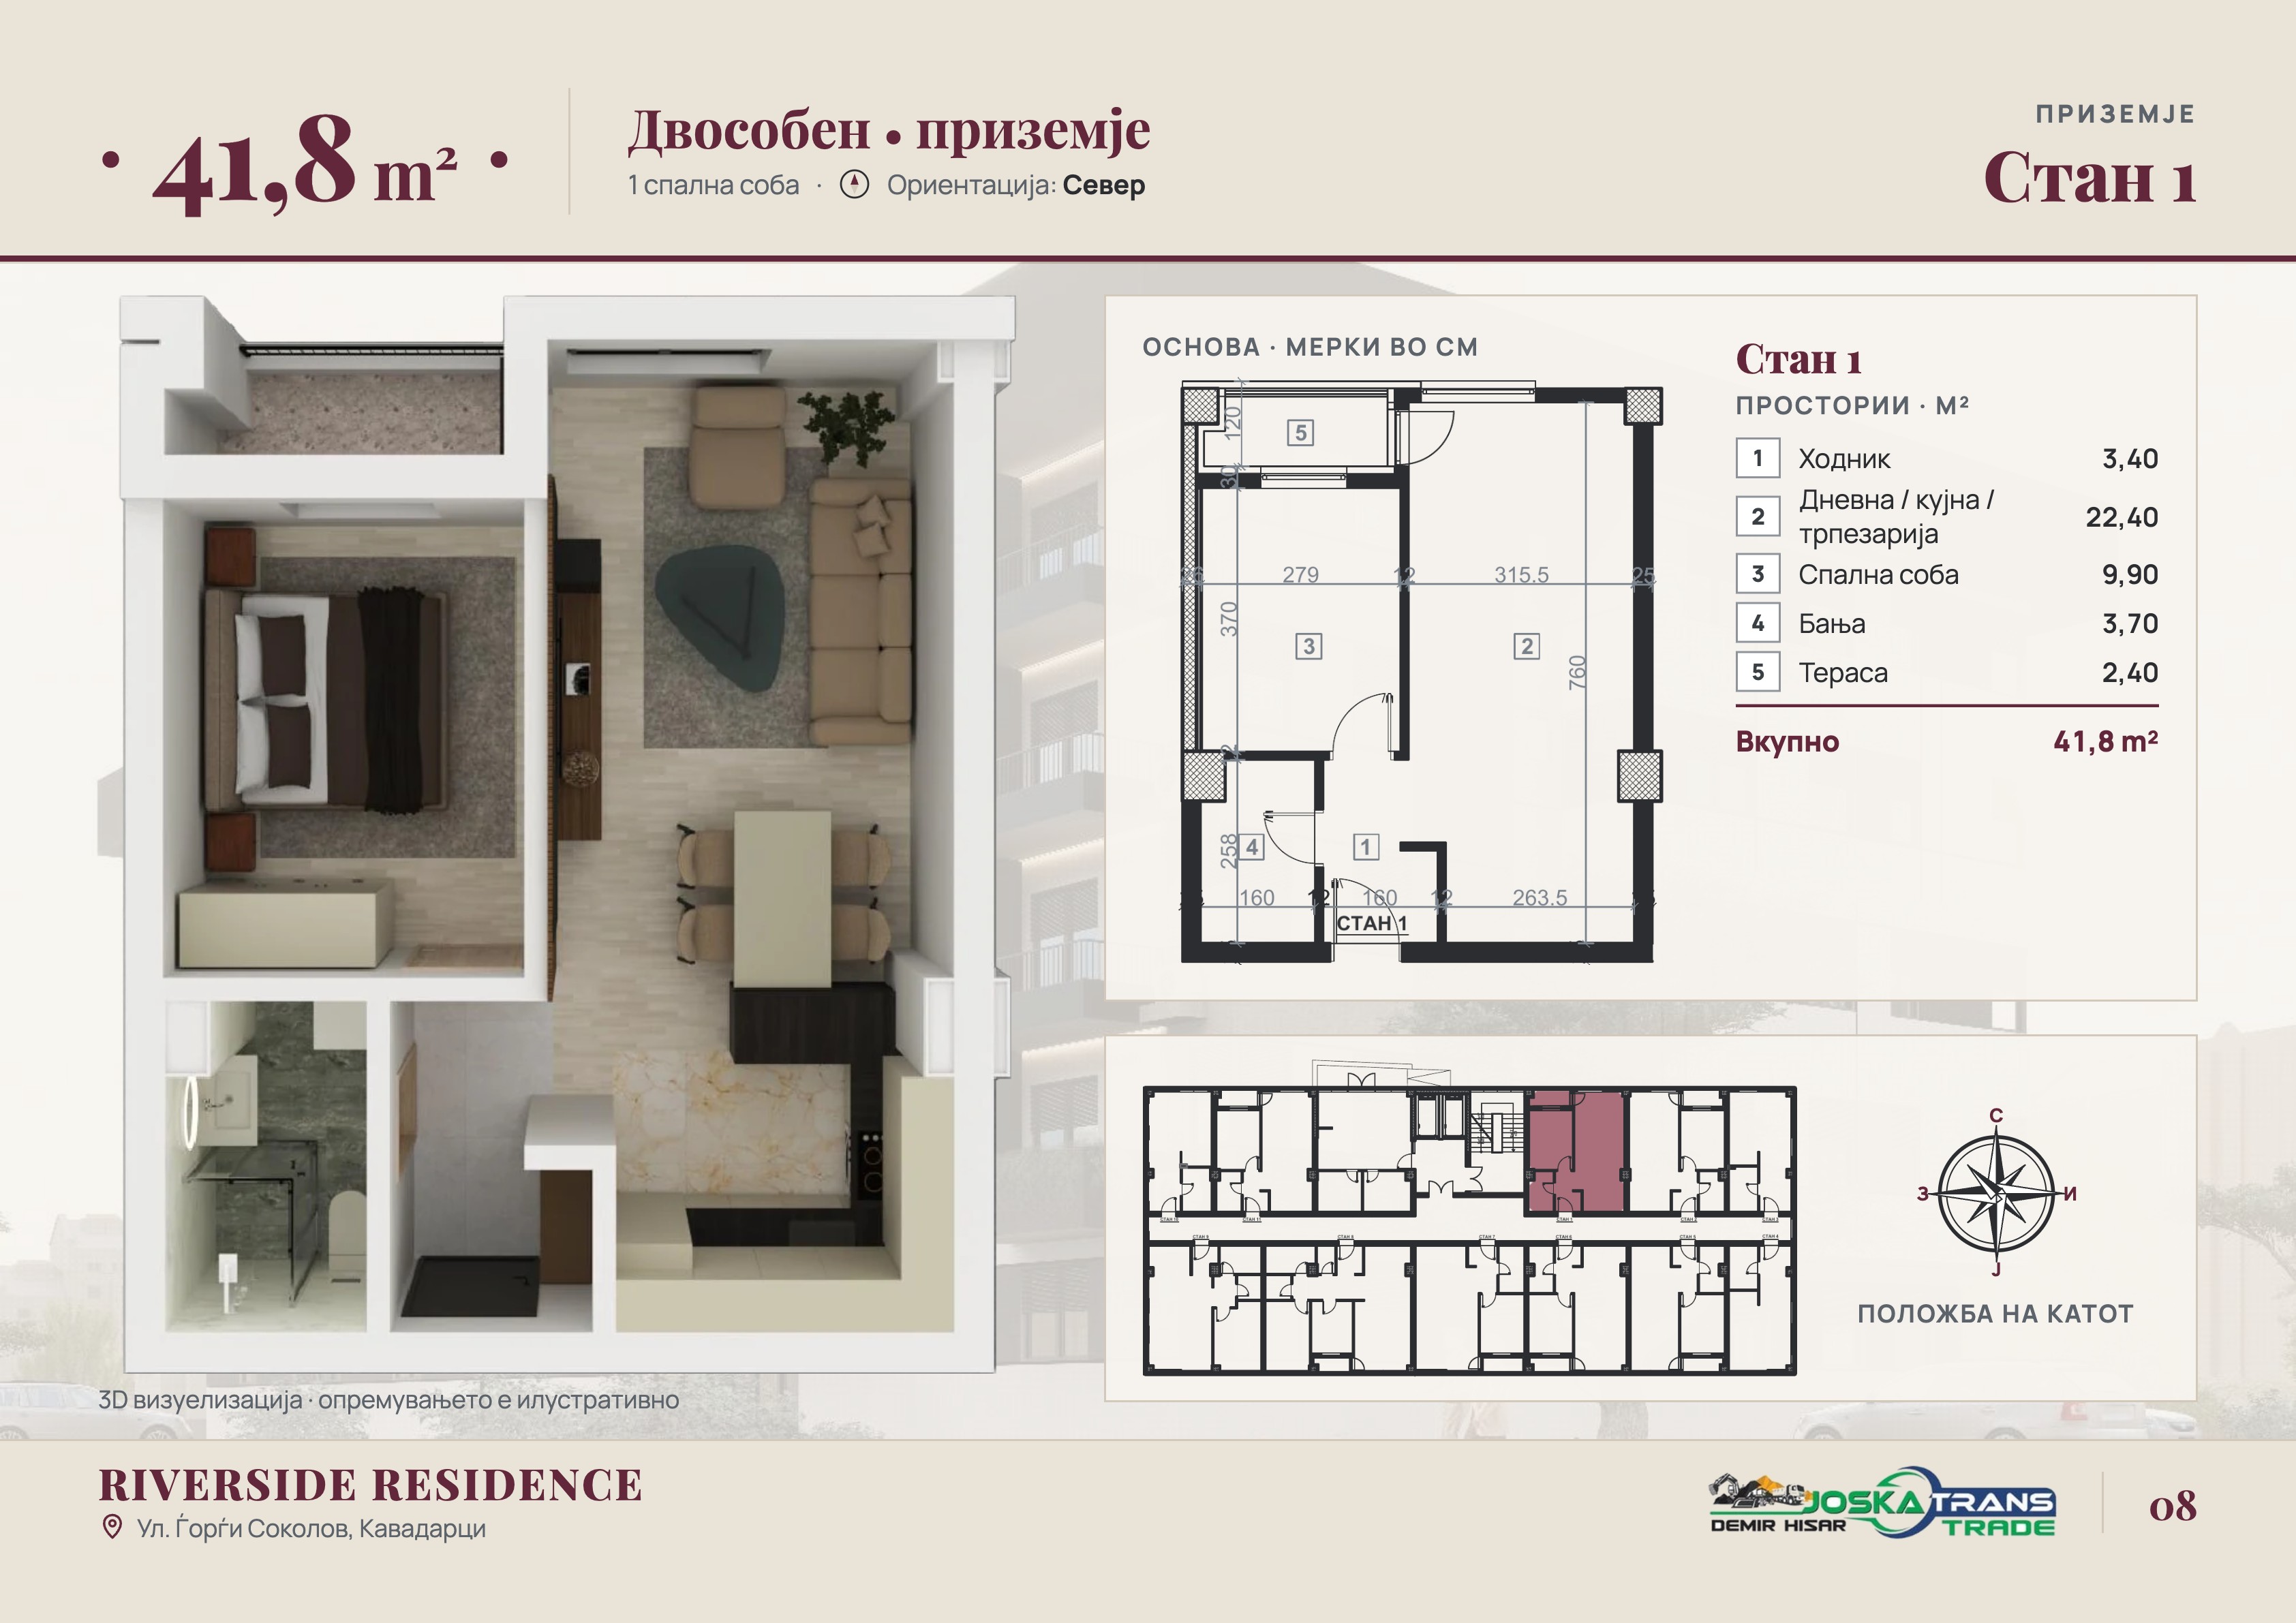 · 41,8 m² ·
Двособен • приземје
1 спална соба · Ориентација: Север
ПРИЗЕМЈЕ
Стан 1
ОСНОВА · МЕРКИ ВО СМ
120
5
30
279
12
315.5
25
370
3
2
760
12
258
4
1
160
12
160
12
263.5
СТАН 1
Стан 1
ПРОСТОРИИ · М²
1 Ходник 3,40
2 Дневна / кујна / трпезарија 22,40
3 Спална соба 9,90
4 Бања 3,70
5 Тераса 2,40
Вкупно 41,8 m²
С
З
И
Ј
ПОЛОЖБА НА КАТОТ
3D визуелизација · опремувањето е илустративно
RIVERSIDE RESIDENCE
Ул. Ѓорѓи Соколов, Кавадарци
JOSKA TRANS
DEMIR HISAR TRADE
08